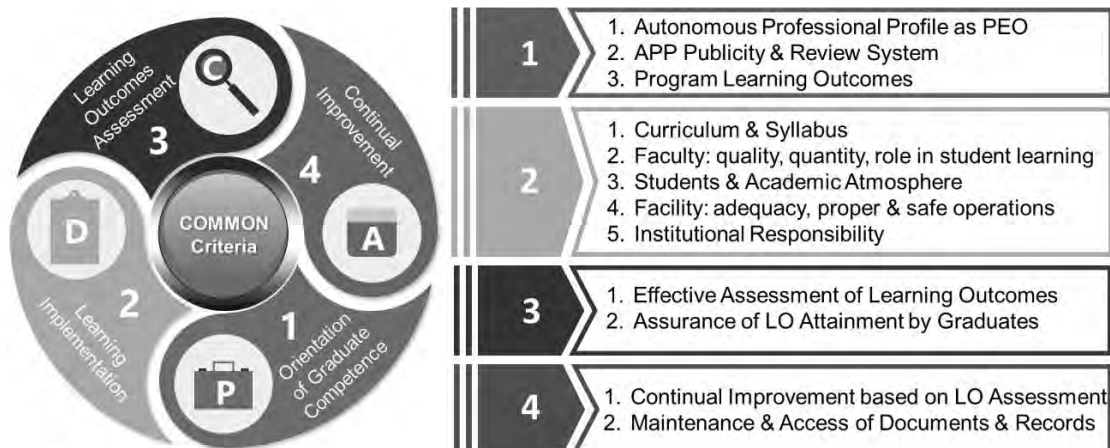 Learning
Outcomes
Assessment
3
C
Continual
Improvement
4
A
COMMON
Criteria
D
2
Learning
Implementation
1
P
Orientation
of Graduate
Competence
1
1. Autonomous Professional Profile as PEO
2. APP Publicity & Review System
3. Program Learning Outcomes
2
1. Curriculum & Syllabus
2. Faculty: quality, quantity, role in student learning
3. Students & Academic Atmosphere
4. Facility: adequacy, proper & safe operations
5. Institutional Responsibility
3
1. Effective Assessment of Learning Outcomes
2. Assurance of LO Attainment by Graduates
4
1. Continual Improvement based on LO Assessment
2. Maintenance & Access of Documents & Records